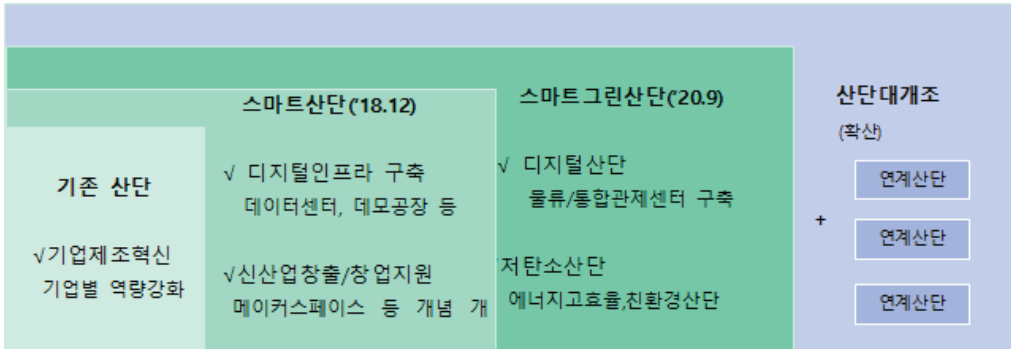 기존 산단
√기업제조혁신
기업별 역량강화
스마트산단('18.12)
√ 디지털인프라 구축
데이터센터, 데모공장 등
√신산업창출/창업지원
메이커스페이스 등 개념 개
스마트그린산단('20.9)
√ 디지털산단
물류/통합관제센터 구축
저탄소산단
에너지고효율,친환경산단
산단대개조
(확산)
+
연계산단
연계산단
연계산단